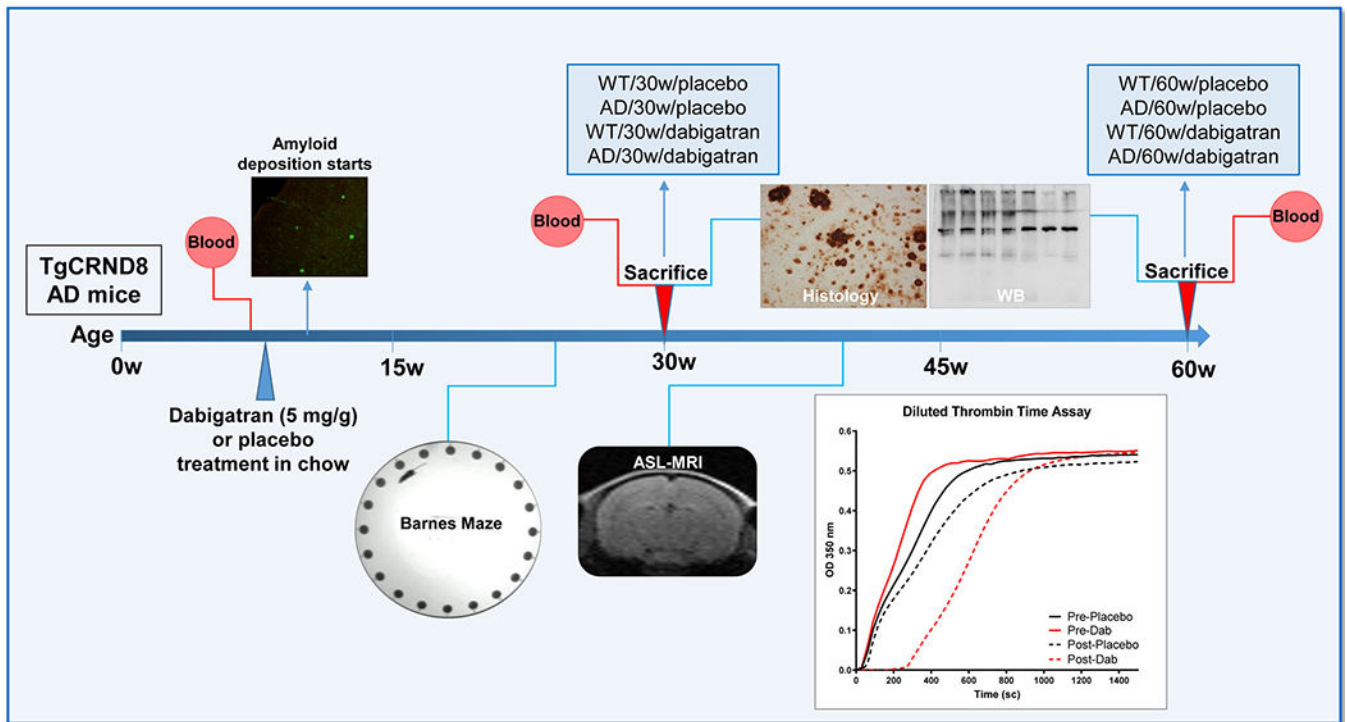 WT/30w/placebo
AD/30w/placebo
WT/30w/dabigatran
AD/30w/dabigatran
WT/60w/placebo
AD/60w/placebo
WT/60w/dabigatran
AD/60w/dabigatran
Amyloid
deposition starts
Blood
Blood
Blood
TgCRND8
AD mice
Sacrifice
Histology
WB
Sacrifice
Age
0w
15w
30w
45w
60w
Dabigatran (5 mg/g)
or placebo
treatment in chow
Barnes Maze
ASL-MRI
Diluted Thrombin Time Assay
OD 350 nm
0.6
0.5
0.4
0.3
0.2
0.1
0.0
Pre-Placebo
Pre-Dab
Post-Placebo
Post-Dab
0 200 400 600 800 1000 1200 1400
Time (sc)